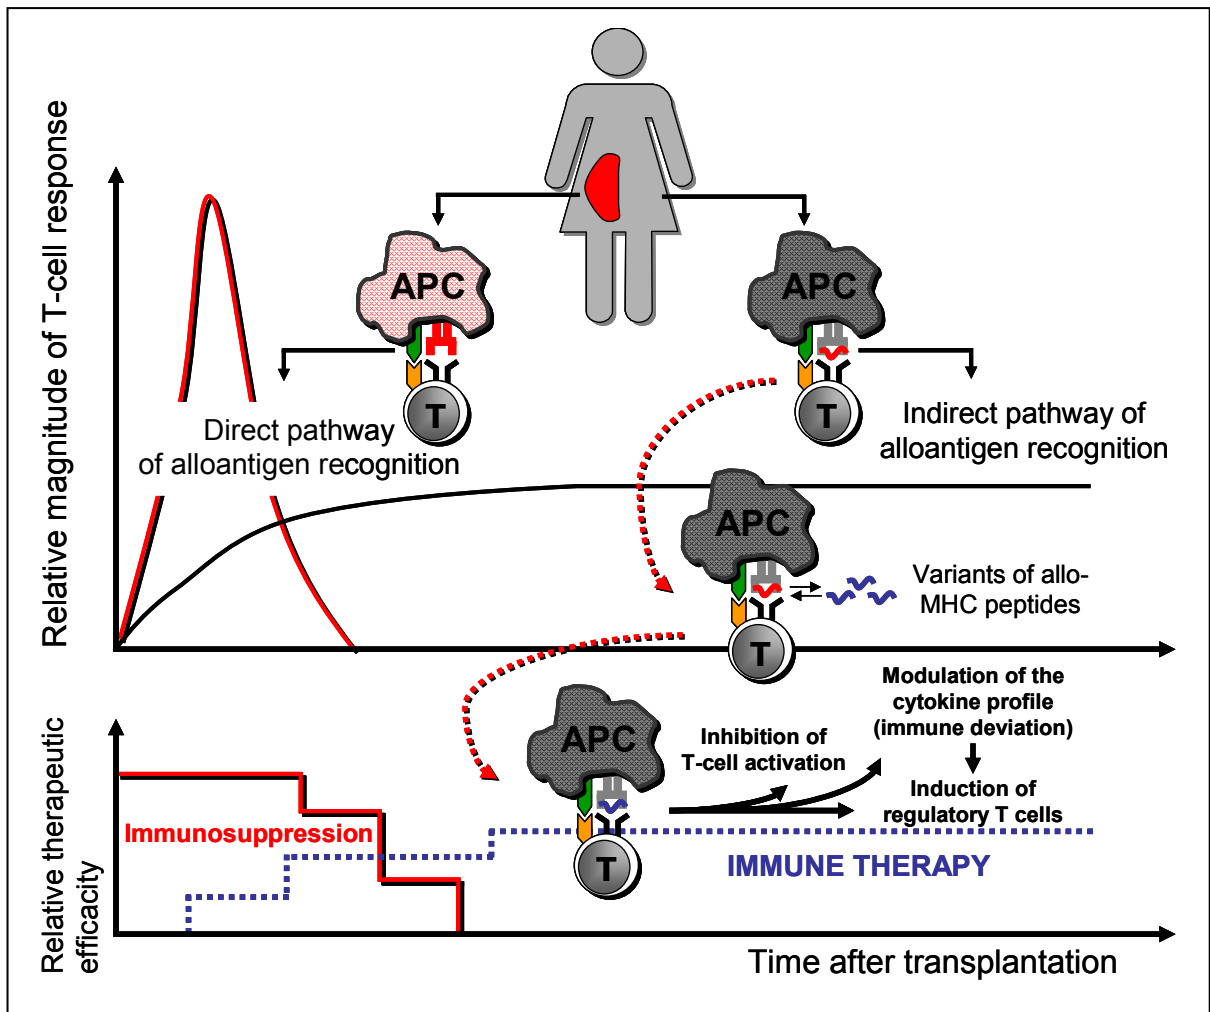 Relative magnitude of T-cell response
APC
APC
T
T
Direct pathway
of alloantigen recognition
Indirect pathway of
alloantigen recognition
APC
Variants of allo-
MHC peptides
T
Relative therapeutic
efficacy
Immunosuppression
APC
T
Inhibition of
T-cell activation
Modulation of the
cytokine profile
(immune deviation)
Induction of
regulatory T cells
IMMUNE THERAPY
Time after transplantation